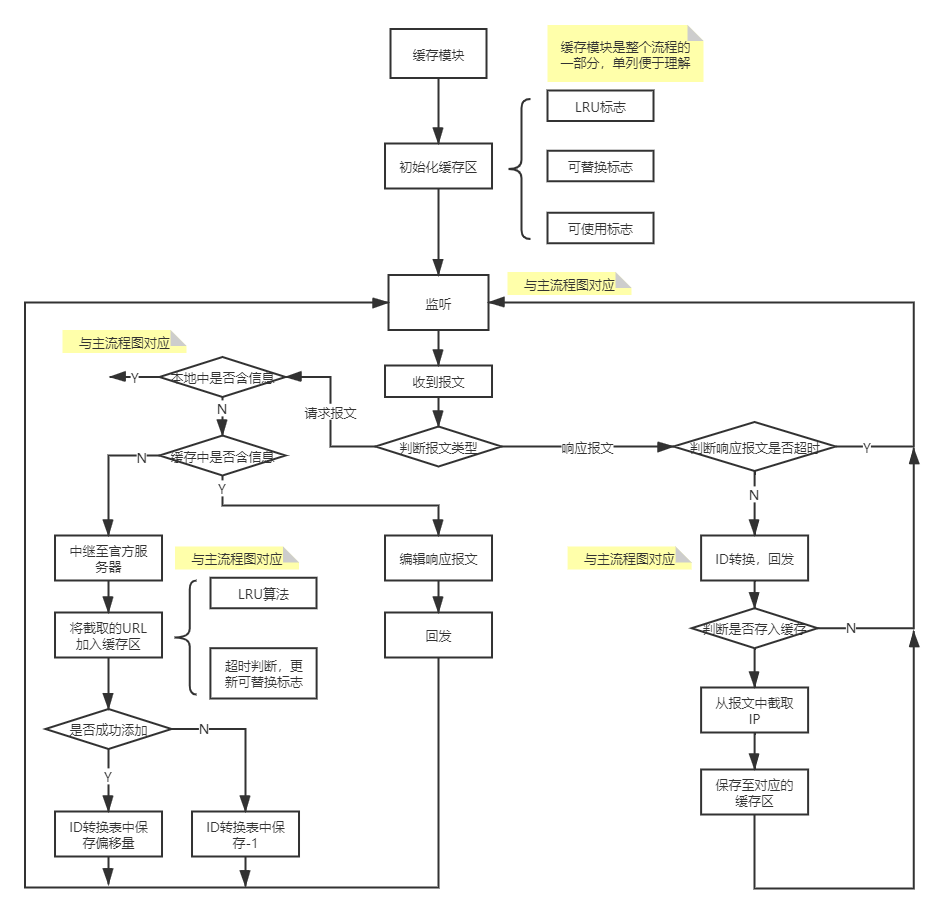 缓存模块
缓存模块是整个流程的
一部分，单列便于理解
LRU标志
初始化缓存区
可替换标志
可使用标志
与主流程图对应
监听
与主流程图对应
本地中是否含信息
Y
收到报文
请求报文
N
判断报文类型
响应报文
判断响应报文是否超时
Y
缓存中是否含信息
N
Y
N
中继至官方服
务器
与主流程图对应
编辑响应报文
与主流程图对应
ID转换，回发
LRU算法
将截取的URL
加入缓存区
回发
判断是否存入缓存
N
超时判断，更
新可替换标志
从报文中截取
IP
是否成功添加
N
Y
保存至对应的
缓存区
ID转换表中保
存偏移量
ID转换表中保
存-1